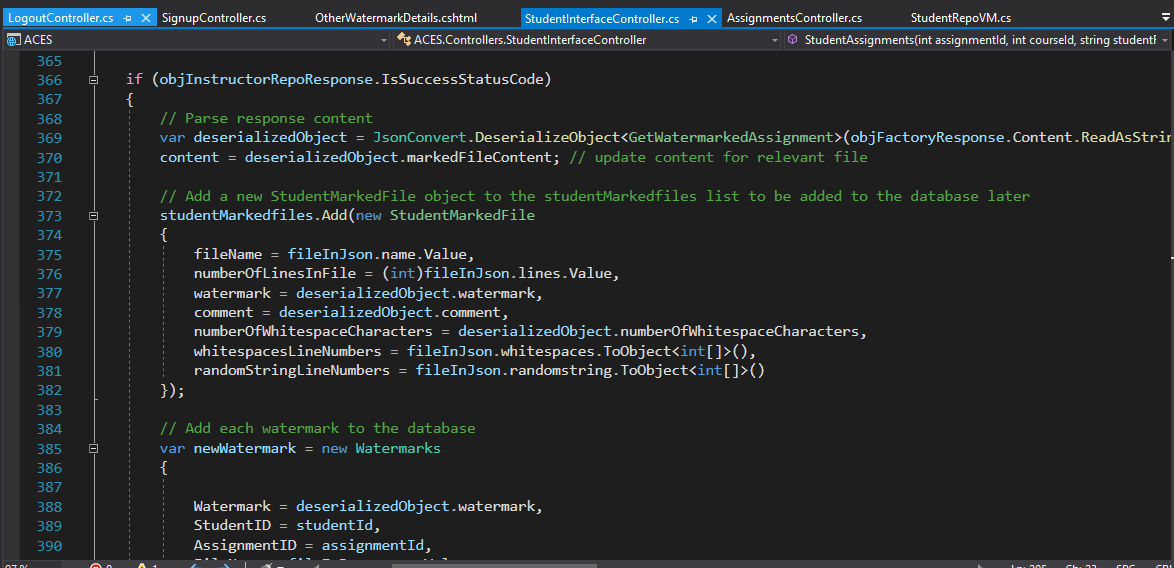 LogoutController.cs SignupController.cs OtherWatermarkDetails.cshtml StudentInterfaceController.cs AssignmentsController.cs StudentRepoVM.cs
ACES ACES.Controllers.StudentInterfaceController StudentAssignments(int assignmentId, int courseId, string studentF
365
366 if (objInstructorRepoResponse.IsSuccessStatusCode)
367 {
368 // Parse response content
369 var deserializedObject = JsonConvert.DeserializeObject<GetWatermarkedAssignment>(objFactoryResponse.Content.ReadAsStrin
370 content = deserializedObject.markedFileContent; // update content for relevant file
371
372 // Add a new StudentMarkedFile object to the studentMarkedfiles list to be added to the database later
373 studentMarkedfiles.Add(new StudentMarkedFile
374 {
375 fileName = fileInJson.name.Value,
376 numberOfLinesInFile = (int)fileInJson.lines.Value,
377 watermark = deserializedObject.watermark,
378 comment = deserializedObject.comment,
379 numberOfWhitespaceCharacters = deserializedObject.numberOfWhitespaceCharacters,
380 whitespacesLineNumbers = fileInJson.whitespaces.ToObject<int[]>(),
381 randomStringLineNumbers = fileInJson.randomstring.ToObject<int[]>()
382 });
383
384 // Add each watermark to the database
385 var newWatermark = new Watermarks
386 {
387
388 Watermark = deserializedObject.watermark,
389 StudentID = studentId,
390 AssignmentID = assignmentId,